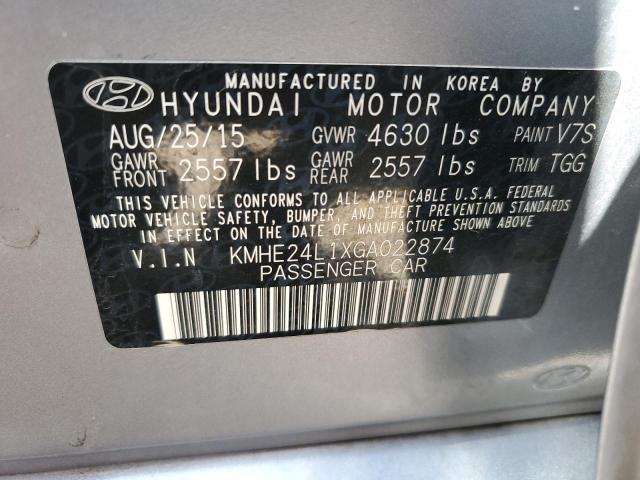 MANUFACTURED IN KOREA BY
HYUNDAI MOTOR COMPANY
AUG/25/15 GVWR 4630 lbs PAINT V7S
GAWR FRONT 2557 lbs GAWR REAR 2557 lbs TRIM TGG
THIS VEHICLE CONFORMS TO ALL APPLICABLE U.S.A. FEDERAL
MOTOR VEHICLE SAFETY, BUMPER, AND THEFT PREVENTION STANDARDS
IN EFFECT ON THE DATE OF MANUFACTURE SHOWN ABOVE.
V.I.N KMHE24L1XGA022874
PASSENGER CAR